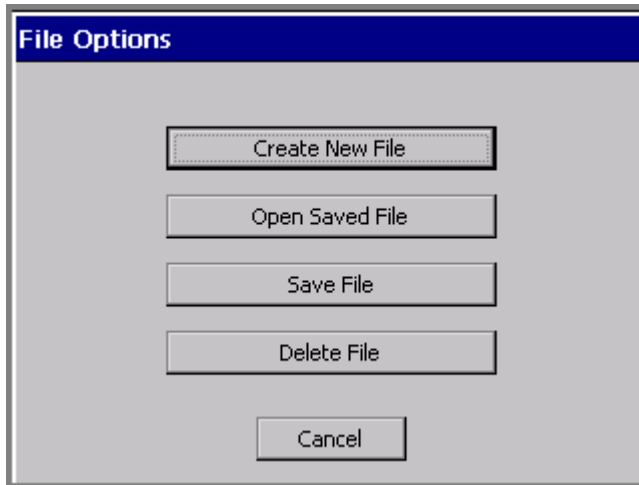 File Options
Create New File
Open Saved File
Save File
Delete File
Cancel